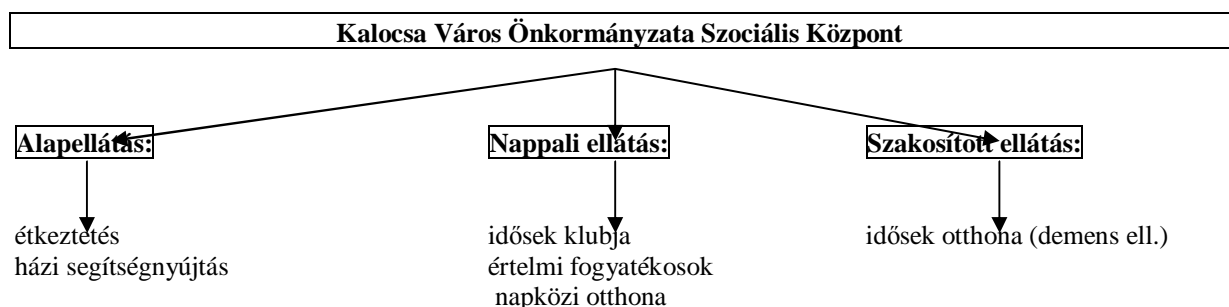 Kalocsa Város Önkormányzata Szociális Központ
Alapellátás:
étkeztetés
házi segítségnyújtás
Nappali ellátás:
idősek klubja
értelmi fogyatékosok
napközi otthona
Szakosított ellátás:
idősek otthona (demens ell.)